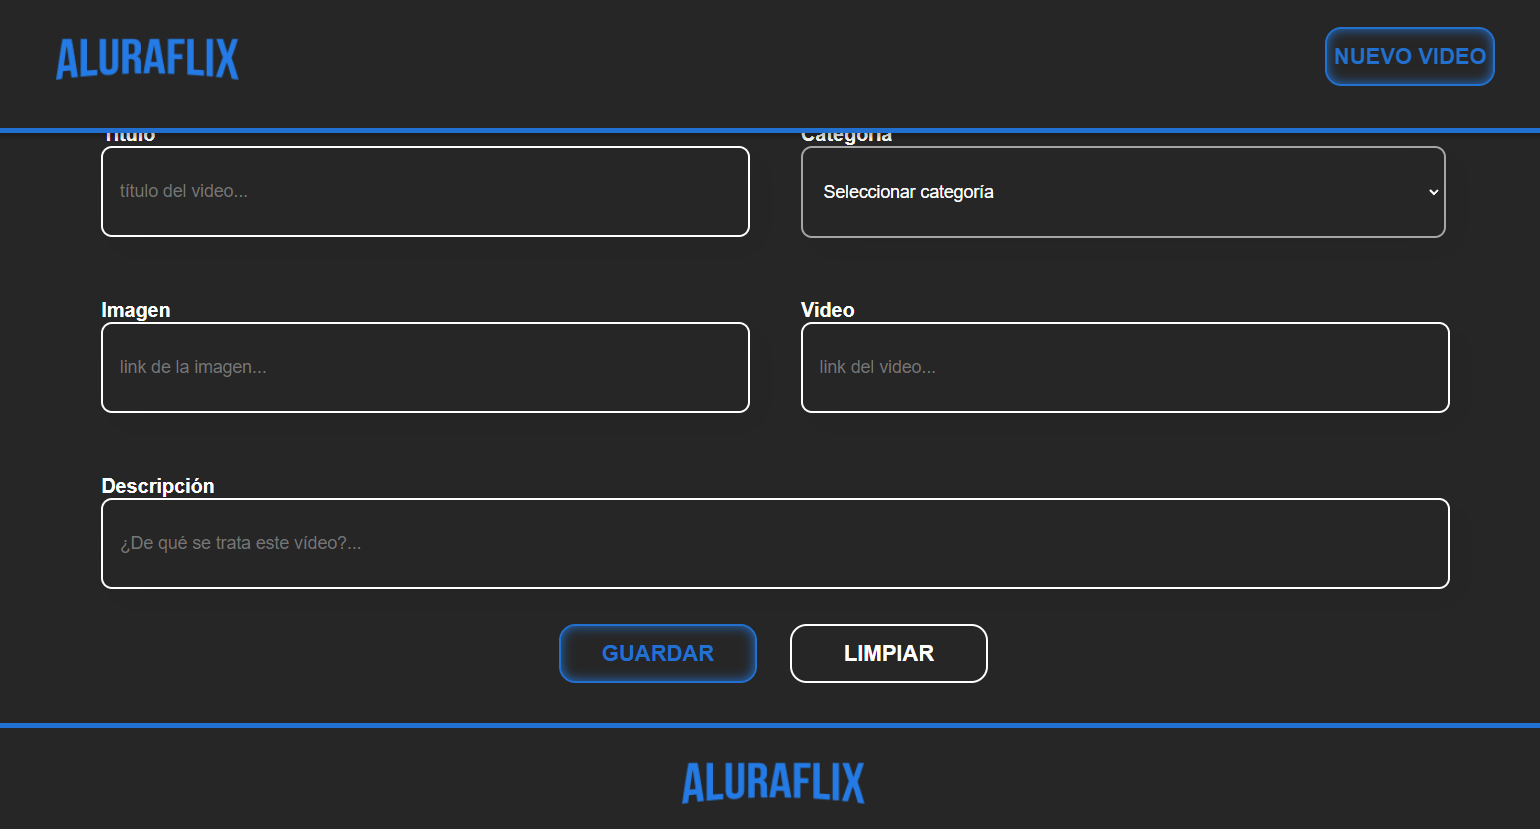 ALURAFLIX
NUEVO VIDEO
Título
Categoría
título del video...
Seleccionar categoría
Imagen
Video
link de la imagen...
link del video...
Descripción
¿De qué se trata este vídeo?...
GUARDAR
LIMPIAR
ALURAFLIX